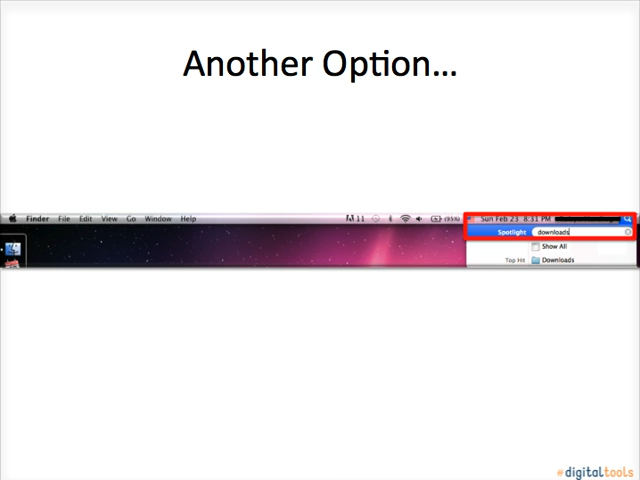 Another Option...
Finder File Edit View Go Window Help 11 (95%) Sun Feb 23 8:31 PM
Spotlight downloads
Show All
Top Hit Downloads
#digitaltools